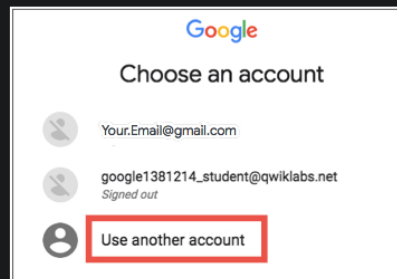 Google
Choose an account
Your.Email@gmail.com
google1381214_student@qwiklabs.net
Signed out
Use another account